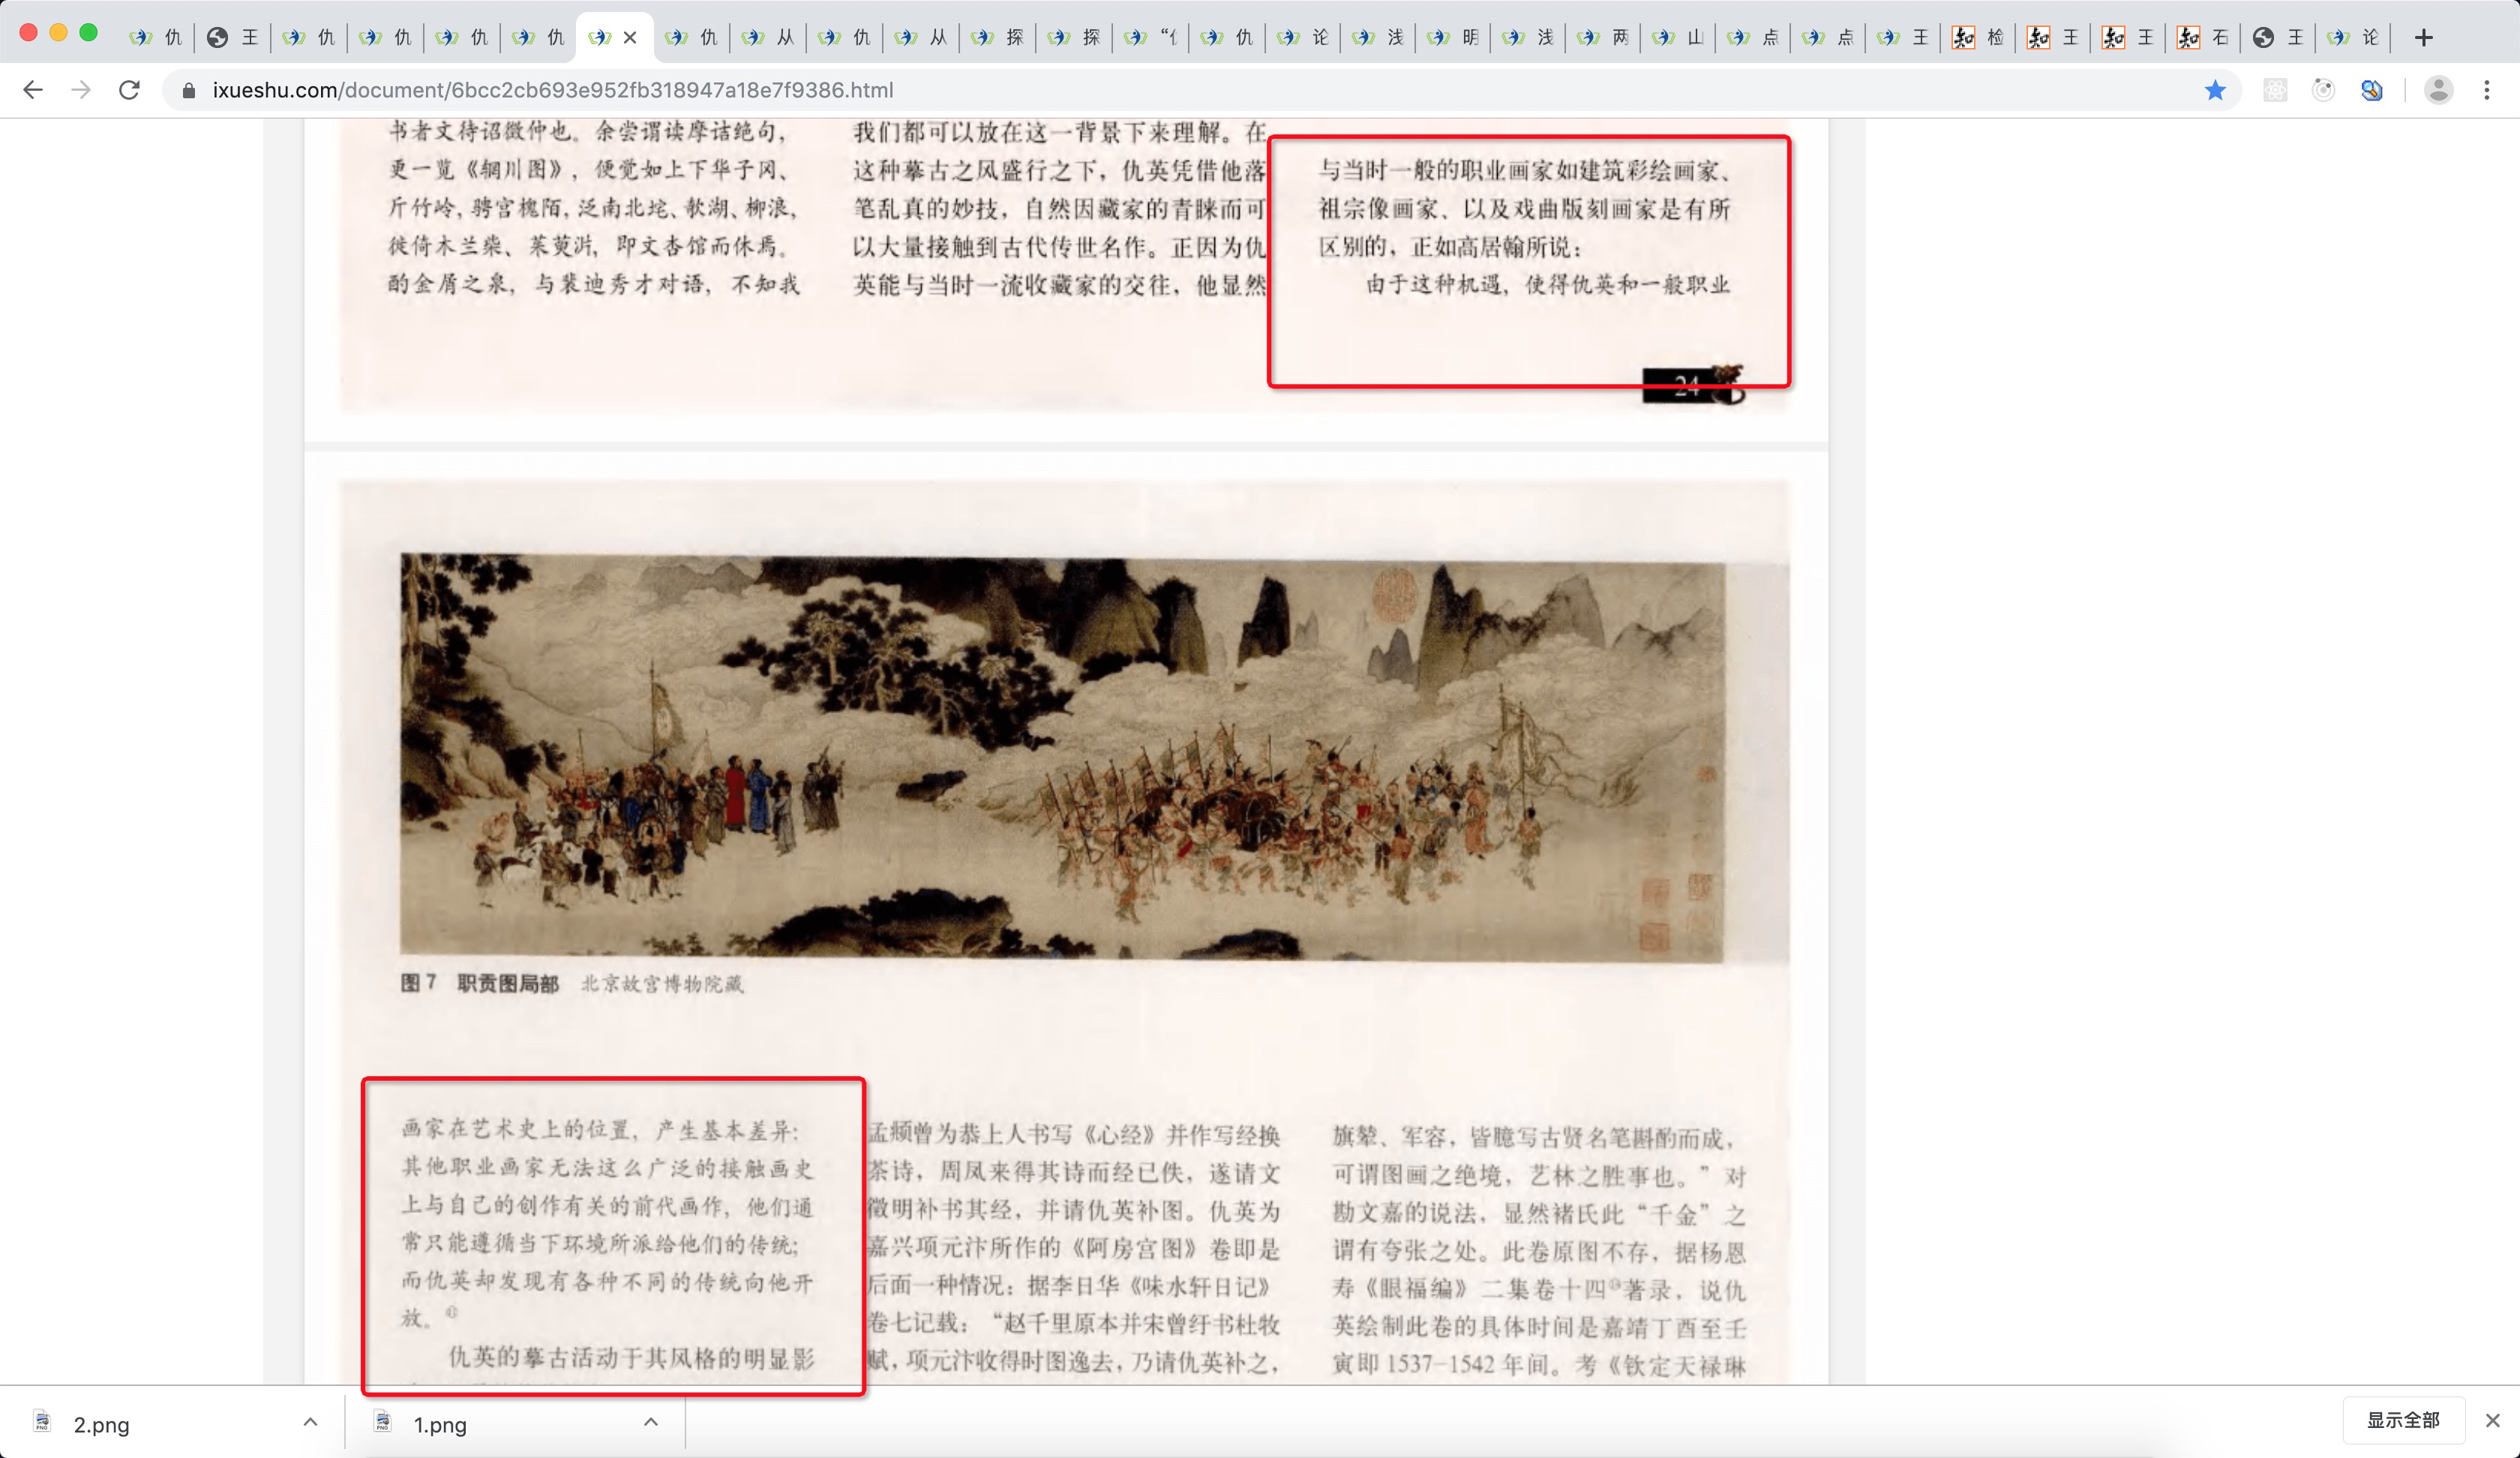 仇
王
仇
仇
仇
仇
仇
从
仇
从
探
探
仇
论
浅
明
浅
两
山
点
点
王
检
王
王
石
王
论
ixueshu.com/document/6bcc2cb693e952fb318947a18e7f9386.html
书者文待诏徵仲也。余尝谓读摩诘绝句，
更一览《辋川图》，便觉如上下华子冈、
斤竹岭，骋宫槐陌，泛南北垞、欹湖、柳浪，
徙倚木兰柴、茱萸沜，即文杏馆而休焉。
酌金屑之泉，与裴迪秀才对语，不知我
我们都可以放在这一背景下来理解。在
这种摹古之风盛行之下，仇英凭借他落
笔乱真的妙技，自然因藏家的青睐而可
以大量接触到古代传世名作。正因为仇
英能与当时一流收藏家的交往，他显然
与当时一般的职业画家如建筑彩绘画家、
祖宗像画家、以及戏曲版刻画家是有所
区别的，正如高居翰所说：
由于这种机遇，使得仇英和一般职业
24
图7 职贡图局部 北京故宫博物院藏
画家在艺术史上的位置，产生基本差异：
其他职业画家无法这么广泛的接触画史
上与自己的创作有关的前代画作，他们通
常只能遵循当下环境所派给他们的传统；
而仇英却发现有各种不同的传统向他开
放。
仇英的摹古活动于其风格的明显影
孟頫曾为恭上人书写《心经》并作写经换
茶诗，周凤来得其诗而经已佚，遂请文
徵明补书其经，并请仇英补图。仇英为
嘉兴项元汴所作的《阿房宫图》卷即是
后面一种情况：据李日华《味水轩日记》
卷七记载：“赵千里原本并宋曾纡书杜牧
赋，项元汴收得时图逸去，乃请仇英补之，
旗辇、军容，皆臆写古贤名笔斟酌而成，
可谓图画之绝境，艺林之胜事也。”对
勘文嘉的说法，显然褚氏此“千金”之
谓有夸张之处。此卷原图不存，据杨恩
寿《眼福编》二集卷十四著录，说仇
英绘制此卷的具体时间是嘉靖丁酉至壬
寅即1537-1542年间。考《钦定天禄琳
2.png
1.png
显示全部